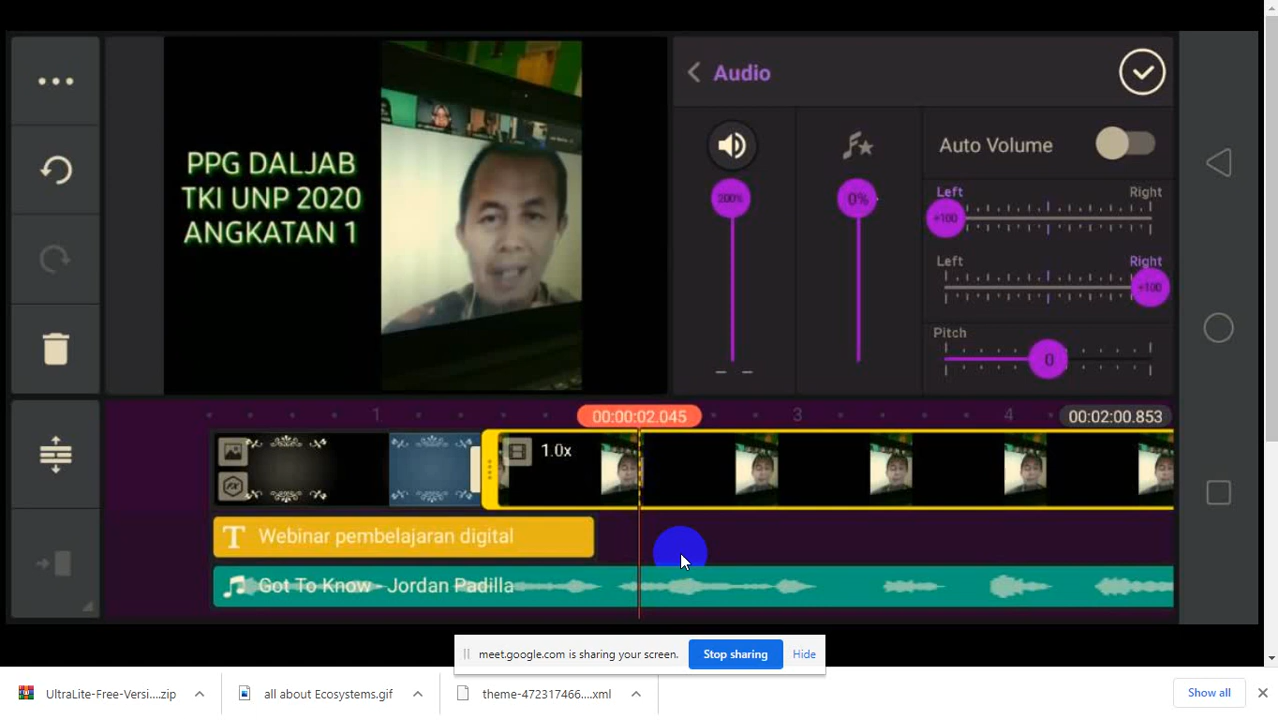 PPG DALJAB
TKI UNP 2020
ANGKATAN 1
Audio
200%
0%
Auto Volume
Left Right
+100
Left Right
+100
Pitch
0
1
00:00:02.045
3
4
00:02:00.853
FX
1.0x
T Webinar pembelajaran digital
Got To Know - Jordan Padilla
meet.google.com is sharing your screen.
Stop sharing
Hide
UltraLite-Free-Versi....zip
all about Ecosystems.gif
theme-472317466....xml
Show all